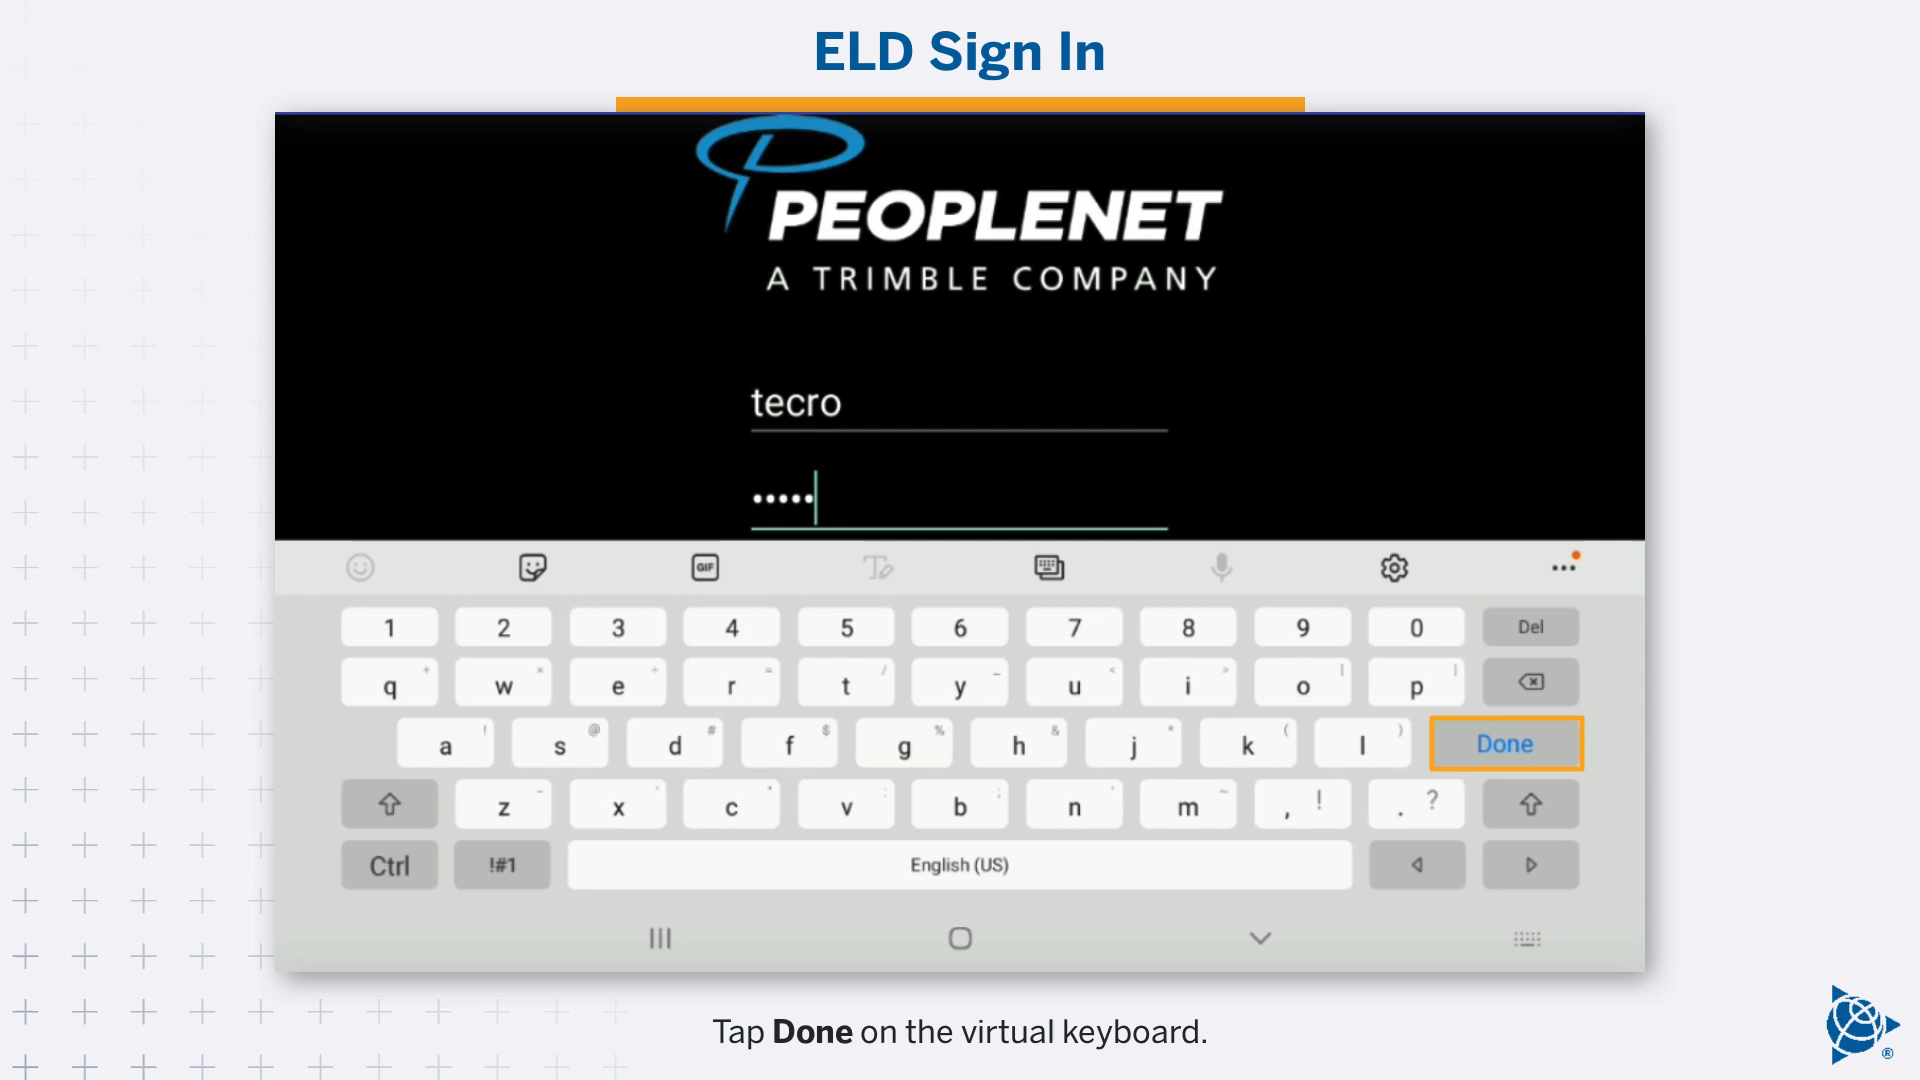 ELD Sign In
PEOPLENET
A TRIMBLE COMPANY
tecro
•••••
GIF
1 2 3 4 5 6 7 8 9 0 Del
q w e r t y u i o p
a s d f g h j k l Done
z x c v b n m , ! . ?
Ctrl !#1 English (US)
Tap Done on the virtual keyboard.
®